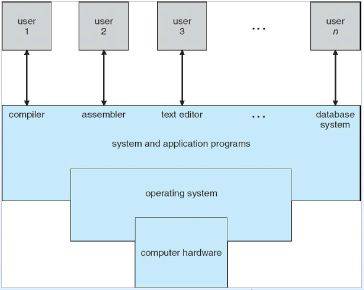 user user user ... user
1 2 3 n
compiler assembler text editor ... database
system
system and application programs
operating system
computer hardware